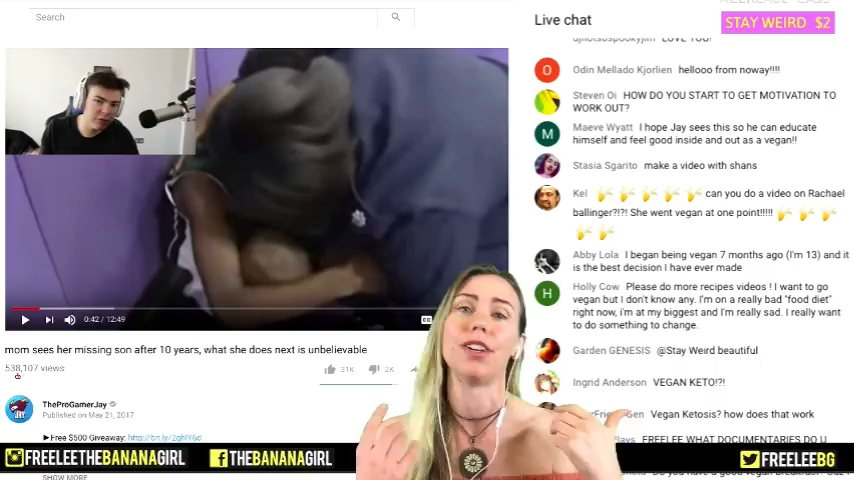 Search
Live chat
STAY WEIRD $2
Odin Mellado Kjorlien hellooo from noway!!!!
Steven Oi HOW DO YOU START TO GET MOTIVATION TO
WORK OUT?
Maeve Wyatt I hope Jay sees this so he can educate
himself and feel good inside and out as a vegan!!
Stasia Sgarito make a video with shans
Kel 🍌 🍌 🍌 🍌 🍌 can you do a video on Rachael
ballinger?!?! She went vegan at one point!!!!! 🍌 🍌 🍌
🍌 🍌
Abby Lola I began being vegan 7 months ago (I'm 13) and it
is the best decision I have ever made
Holly Cow Please do more recipes videos ! I want to go
vegan but I don't know any. I'm on a really bad "food diet"
right now, i'm at my biggest and I'm really sad. I really want
to do something to change.
Garden GENESIS @Stay Weird beautiful
Ingrid Anderson VEGAN KETO!?!
Gen Vegan Ketosis? how does that work
FREELEE WHAT DOCUMENTARIES DO U
0:42 / 12:49
mom sees her missing son after 10 years, what she does next is unbelievable
538,107 views
31K 2K
TheProGamerJay
Published on May 21, 2017
►Free $500 Giveaway:
FREELEETHEBANANAGIRL
THEBANANAGIRL
FREELEEBG
SHOW MORE